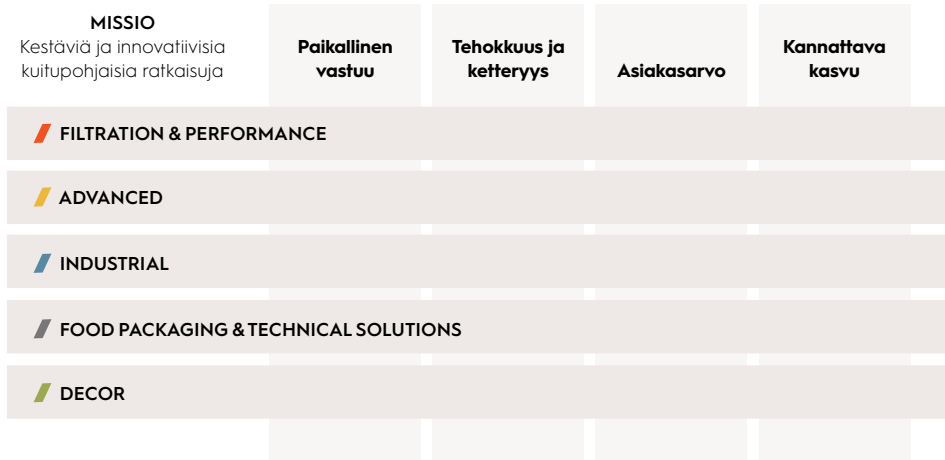 MISSIO
Kestäviä ja innovatiivisia
kuitupohjaisia ratkaisuja
Paikallinen
vastuu
Tehokkuus ja
ketteryys
Asiakasarvo
Kannattava
kasvu
FILTRATION & PERFORMANCE
ADVANCED
INDUSTRIAL
FOOD PACKAGING & TECHNICAL SOLUTIONS
DECOR